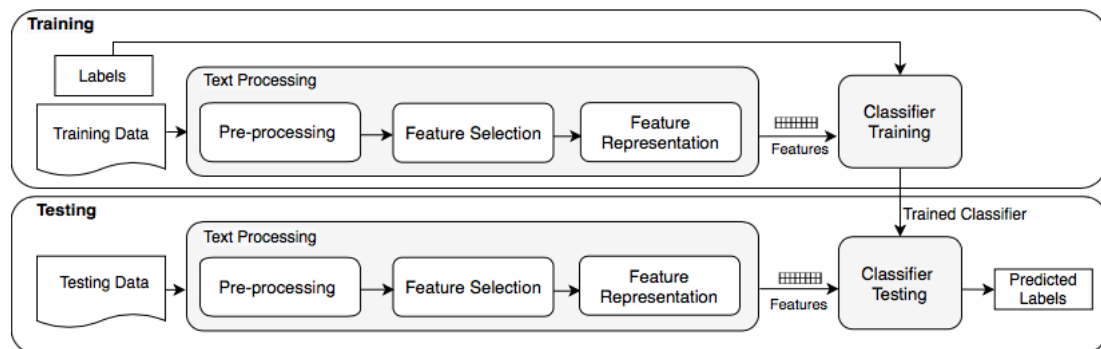 Training
Labels
Training Data
Text Processing
Pre-processing
Feature Selection
Feature
Representation
Features
Classifier
Training
Testing
Testing Data
Text Processing
Pre-processing
Feature Selection
Feature
Representation
Features
Trained Classifier
Classifier
Testing
Predicted
Labels